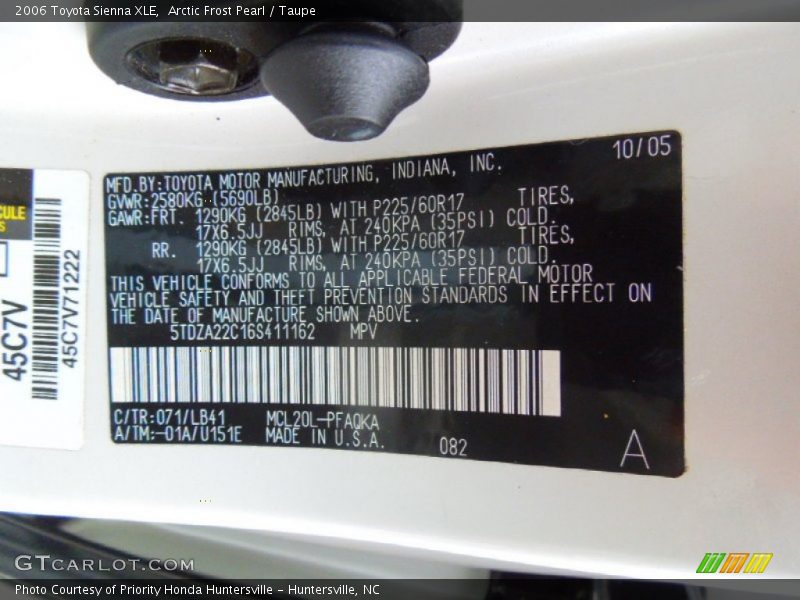 2006 Toyota Sienna XLE, Arctic Frost Pearl / Taupe
10/05
MFD.BY:TOYOTA MOTOR MANUFACTURING, INDIANA, INC.
GVWR:2580KG (5690LB)
GAWR:FRT. 1290KG (2845LB) WITH P225/60R17 TIRES,
17X6.5JJ RIMS, AT 240KPA (35PSI) COLD.
RR. 1290KG (2845LB) WITH P225/60R17 TIRES,
17X6.5JJ RIMS, AT 240KPA (35PSI) COLD.
THIS VEHICLE CONFORMS TO ALL APPLICABLE FEDERAL MOTOR
VEHICLE SAFETY AND THEFT PREVENTION STANDARDS IN EFFECT ON
THE DATE OF MANUFACTURE SHOWN ABOVE.
5TDZA22C16S411162 MPV
C/TR:071/LB41 MCL20L-PFAQKA
A/TM:-01A/U151E MADE IN U.S.A. 082
A
45C7V
45C7V71222
GTCARLOT.COM
Photo Courtesy of Priority Honda Huntersville - Huntersville, NC